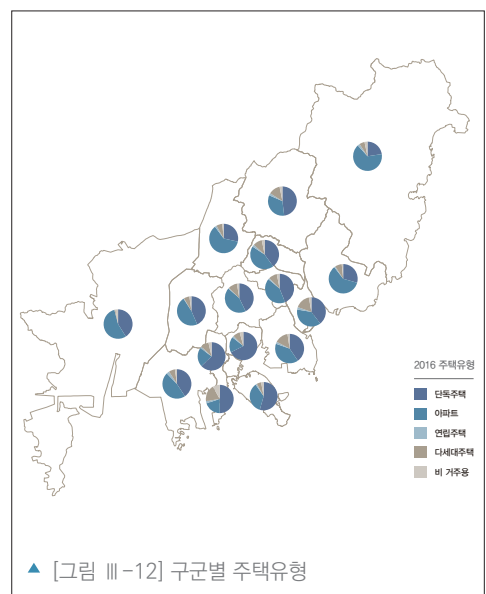 2016 주택유형
단독주택
아파트
연립주택
다세대주택
비 거주용
▲ [그림 Ⅲ-12] 구군별 주택유형